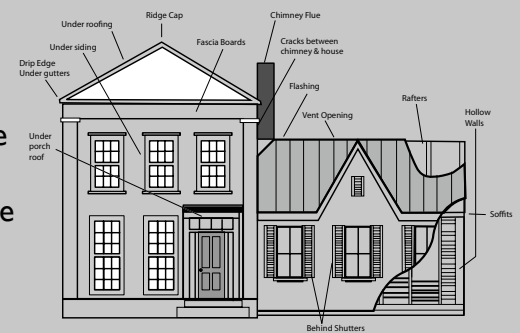 Ridge Cap
Chimney Flue
Under roofing
Fascia Boards
Cracks between
chimney & house
Under siding
Drip Edge
Under gutters
Flashing
Rafters
Vent Opening
Hollow
Walls
Under
porch
roof
e
e
Soffits
Behind Shutters